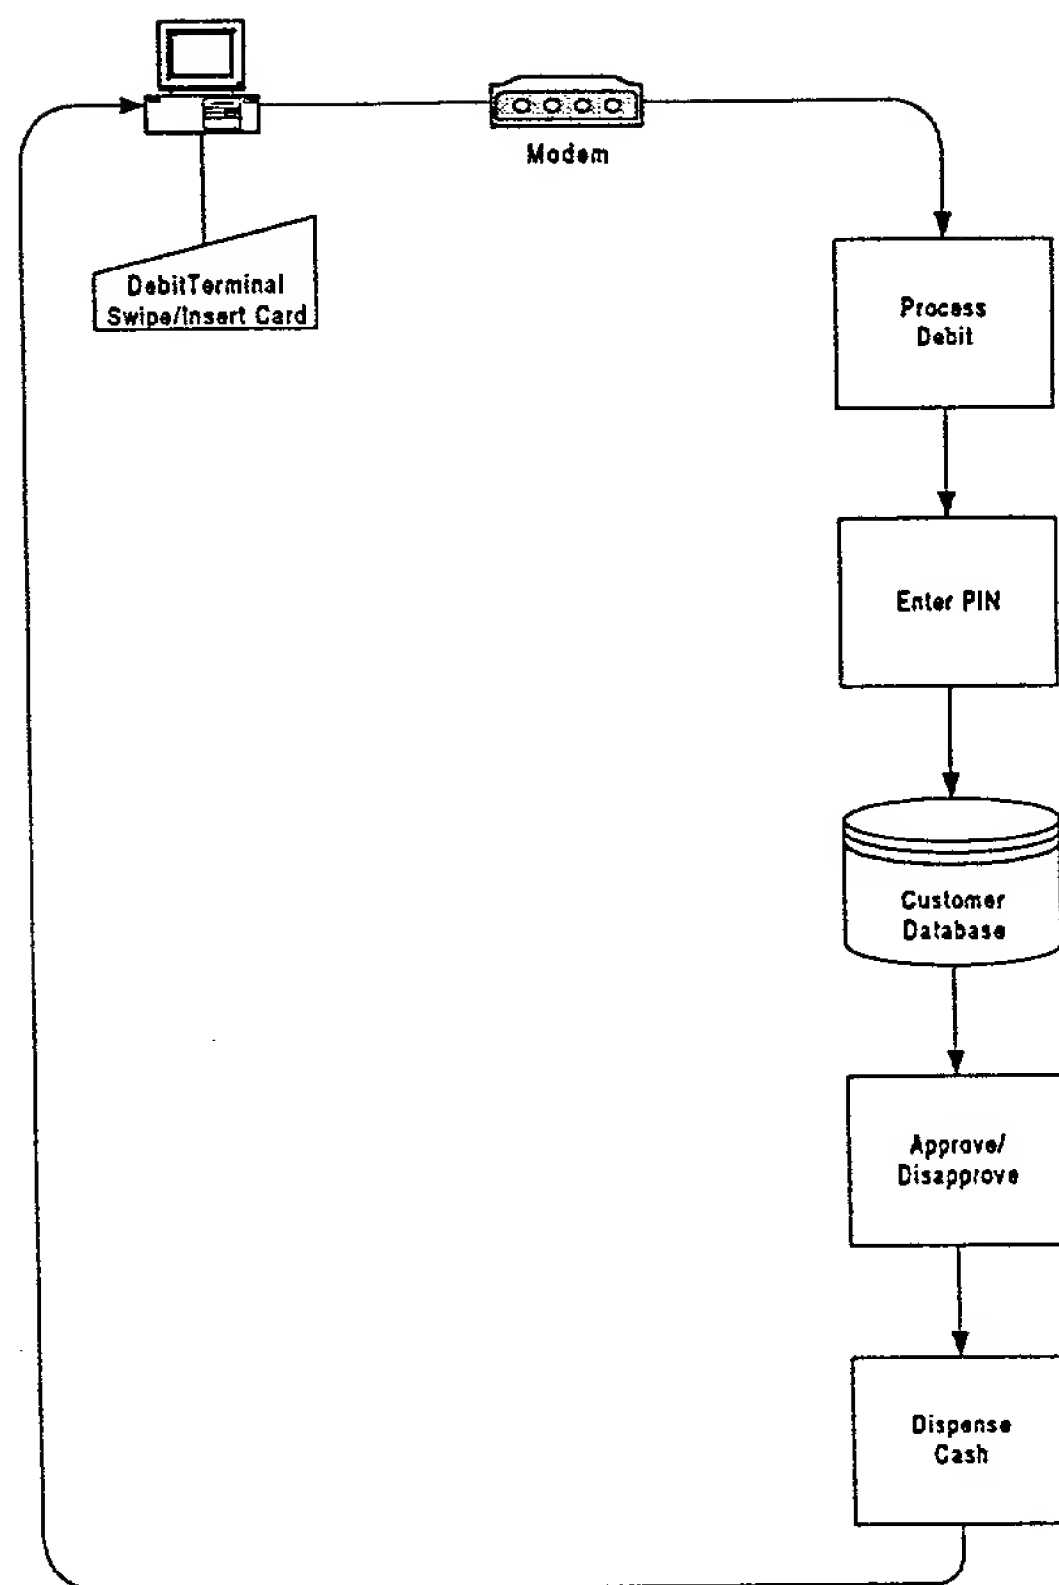 Modem
DebitTerminal
Swipe/Insert Card
Process
Debit
Enter PIN
Customer
Database
Approve/
Disapprove
Dispense
Cash